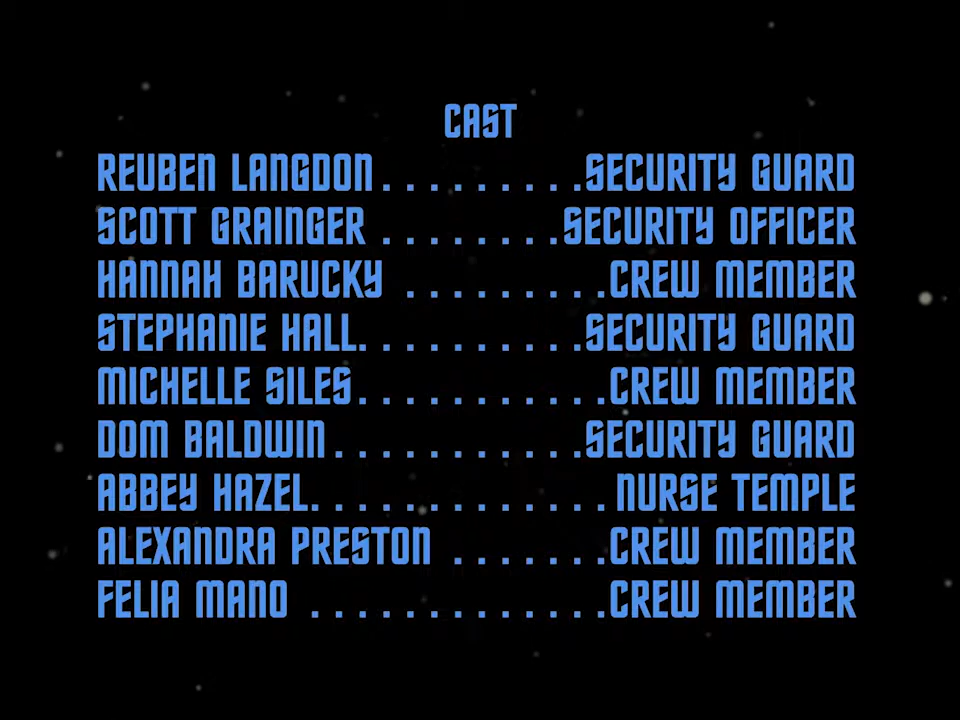 CAST
REUBEN LANGDON.........SECURITY GUARD
SCOTT GRAINGER ........SECURITY OFFICER
HANNAH BARUCKY .........CREW MEMBER
STEPHANIE HALL..........SECURITY GUARD
MICHELLE SILES...........CREW MEMBER
DOM BALDWIN...........SECURITY GUARD
ABBEY HAZEL............. NURSE TEMPLE
ALEXANDRA PRESTON .......CREW MEMBER
FELIA MANO .............CREW MEMBER